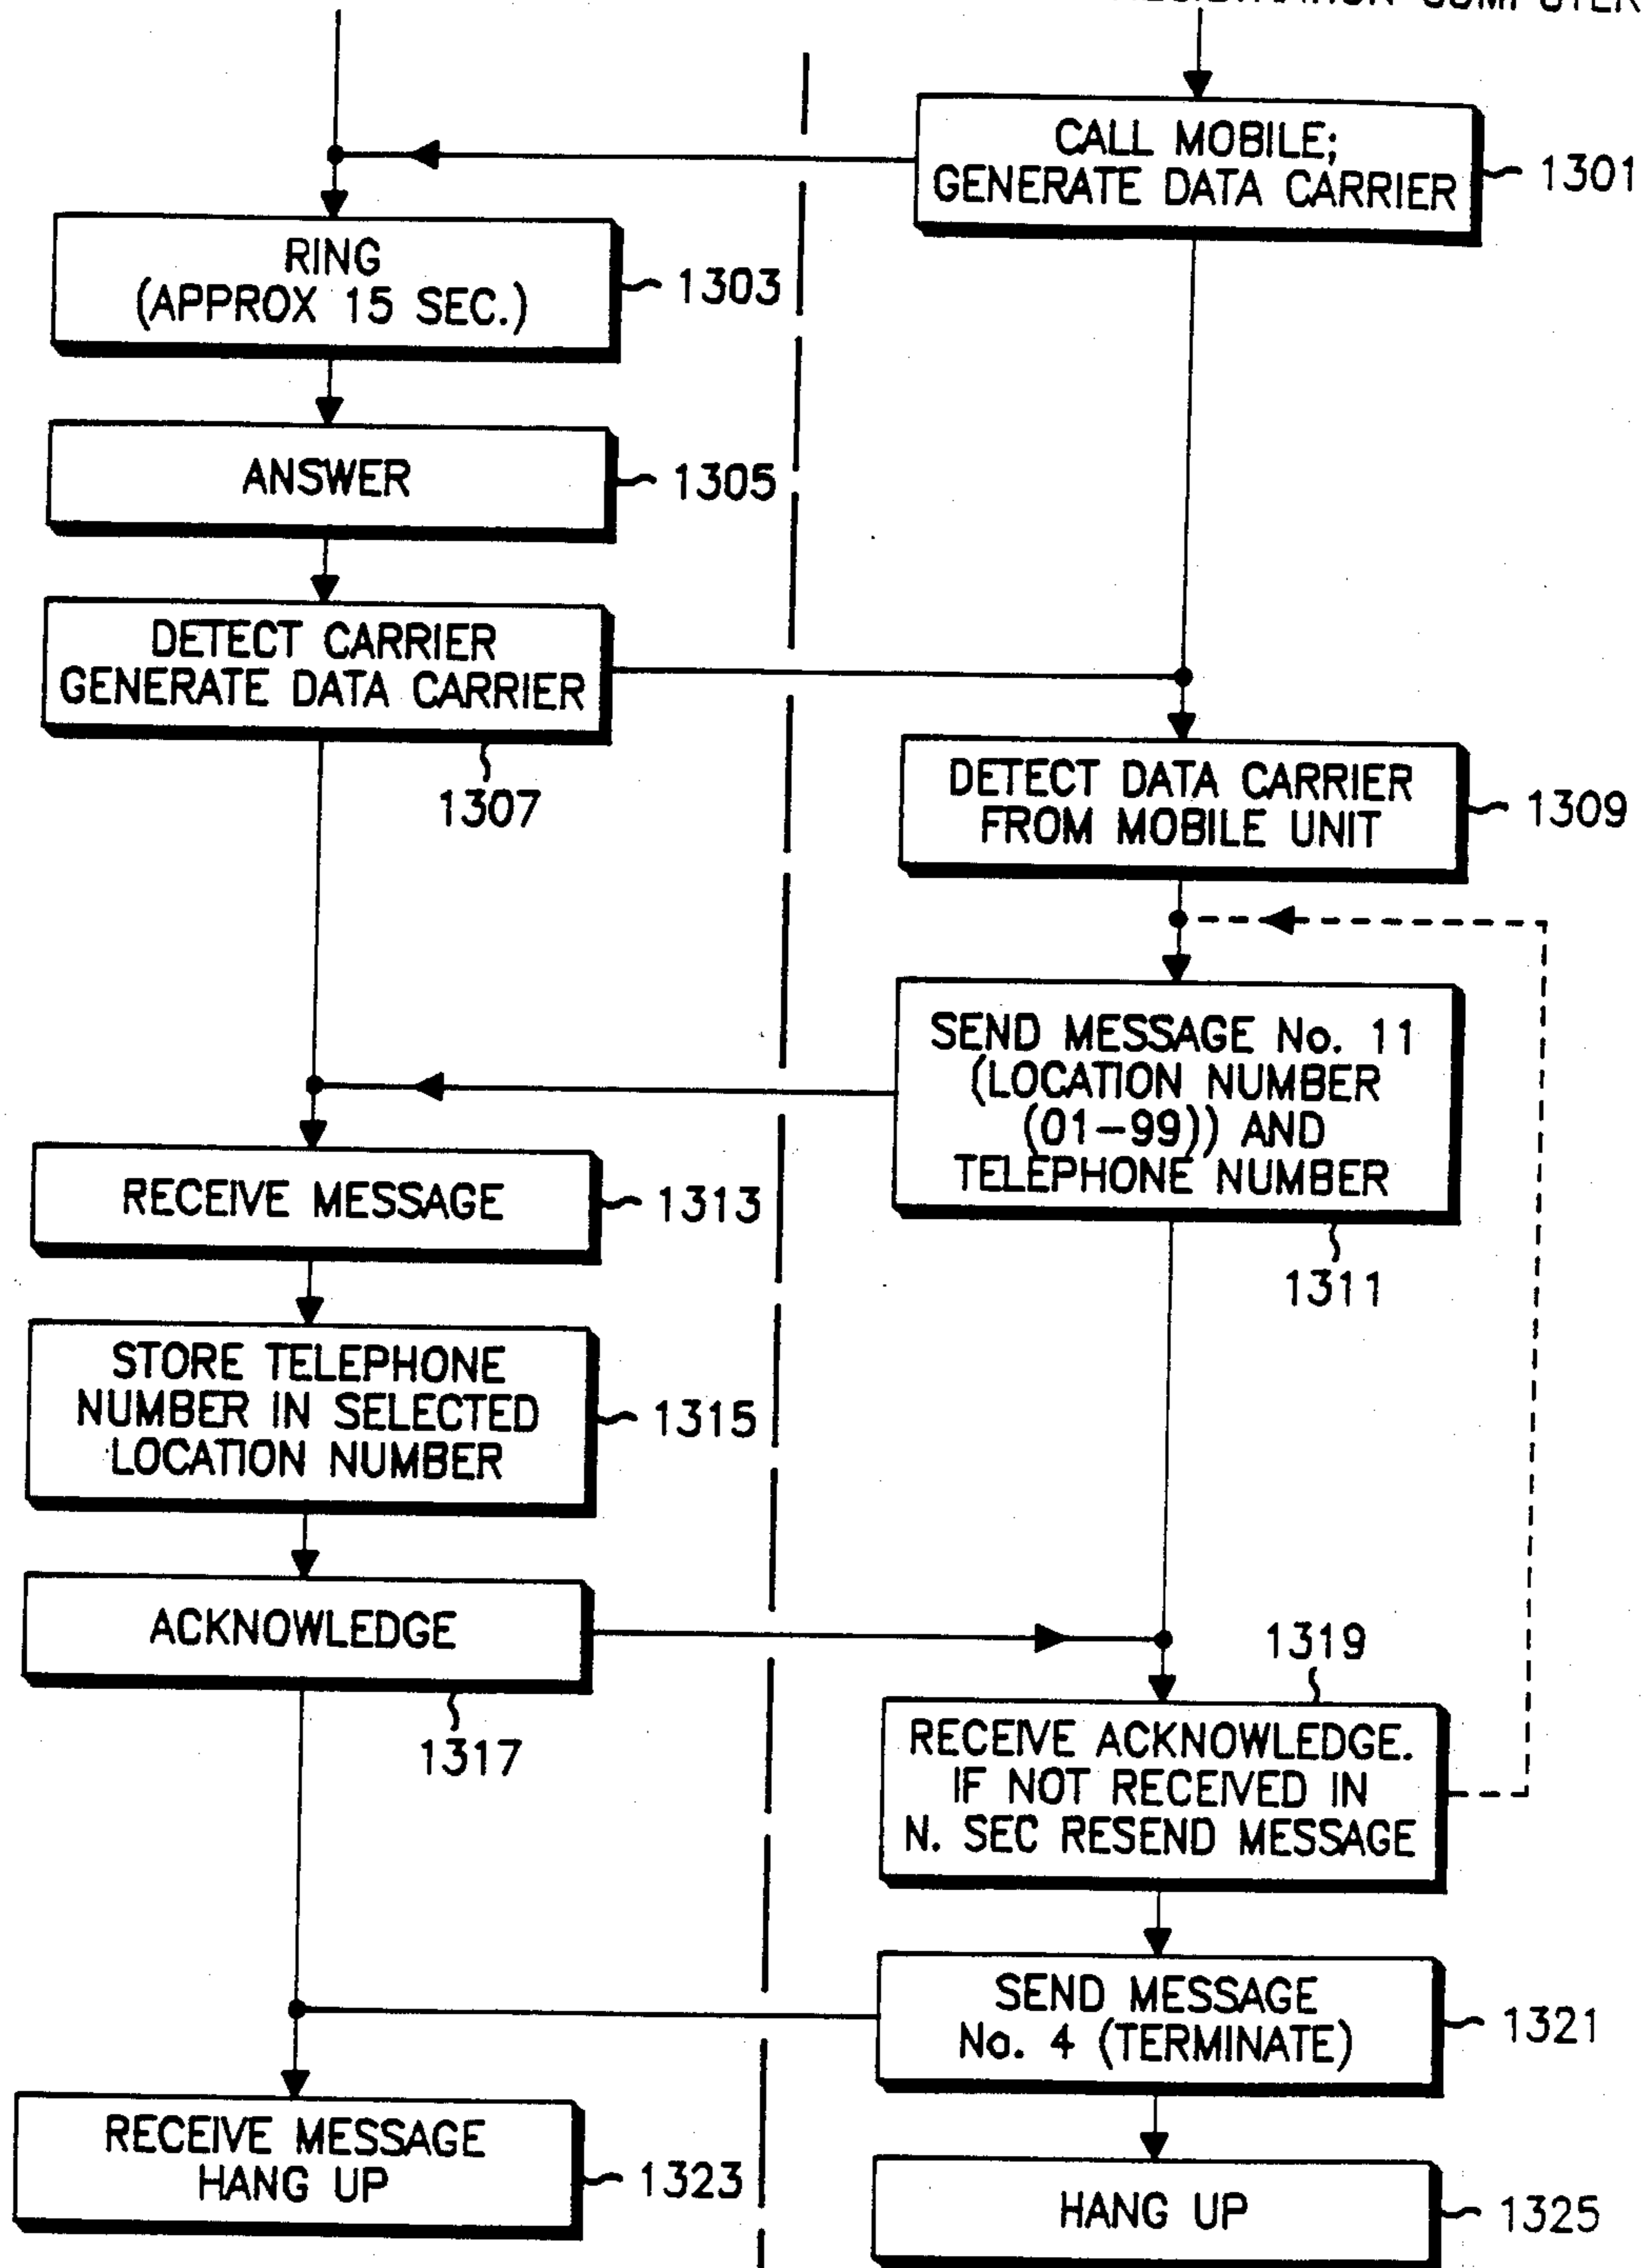 COMPUTER
CALL MOBILE;
GENERATE DATA CARRIER
1301
RING
(APPROX 15 SEC.)
1303
ANSWER
1305
DETECT CARRIER
GENERATE DATA CARRIER
1307
DETECT DATA CARRIER
FROM MOBILE UNIT
1309
SEND MESSAGE No. 11
(LOCATION NUMBER
(01-99)) AND
TELEPHONE NUMBER
1311
RECEIVE MESSAGE
1313
STORE TELEPHONE
NUMBER IN SELECTED
LOCATION NUMBER
1315
ACKNOWLEDGE
1317
1319
RECEIVE ACKNOWLEDGE.
IF NOT RECEIVED IN
N. SEC RESEND MESSAGE
SEND MESSAGE
No. 4 (TERMINATE)
1321
RECEIVE MESSAGE
HANG UP
1323
HANG UP
1325